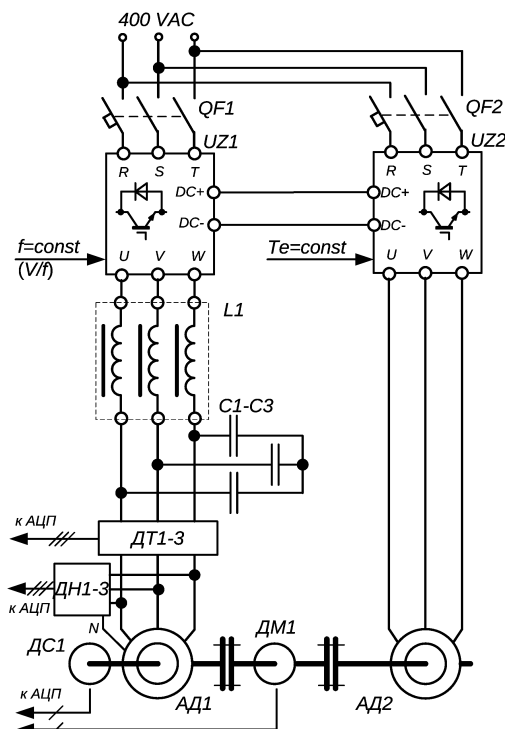 400 VAC
QF1
QF2
UZ1
UZ2
R S T
R S T
DC+
DC+
DC-
DC-
f=const
(V/f)
Te=const
U V W
U V W
L1
C1-C3
к АЦП
ДТ1-3
ДН1-3
к АЦП
N
ДС1
ДМ1
АД1
АД2
к АЦП